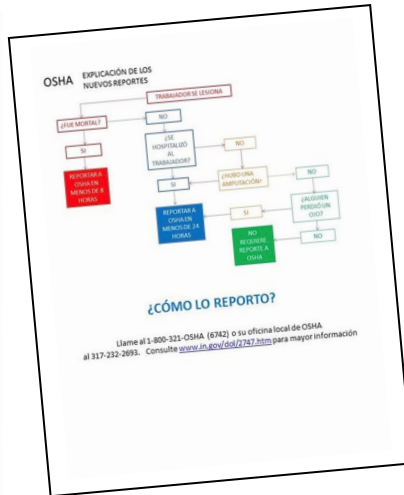 OSHA
EXPLICACIÓN DE LOS
NUEVOS REPORTES
TRABAJADOR SE LESIONA
¿FUE MORTAL?
NO
SI
¿SE
HOSPITALIZÓ
AL
TRABAJADOR?
NO
REPORTAR A
OSHA EN
MENOS DE 8
HORAS
SI
¿HUBO UNA
AMPUTACIÓN?
NO
REPORTAR A
OSHA EN
MENOS DE 24
HORAS
SI
¿ALGUIEN
PERDIÓ UN
OJO?
NO
REQUIERE
REPORTE A
OSHA
NO
¿CÓMO LO REPORTO?
Llame al 1-800-321-OSHA (6742) o su oficina local de OSHA
al 317-232-2693. Consulte www.in.gov/dol/2747.htm para mayor información